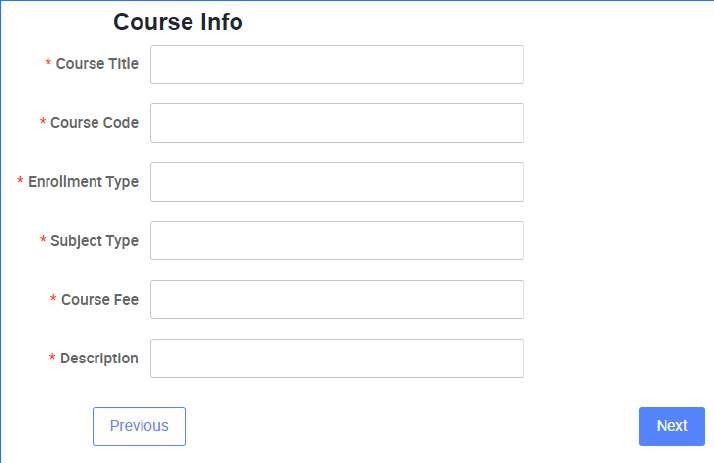 Course Info
* Course Title
* Course Code
* Enrollment Type
* Subject Type
* Course Fee
* Description
Previous
Next